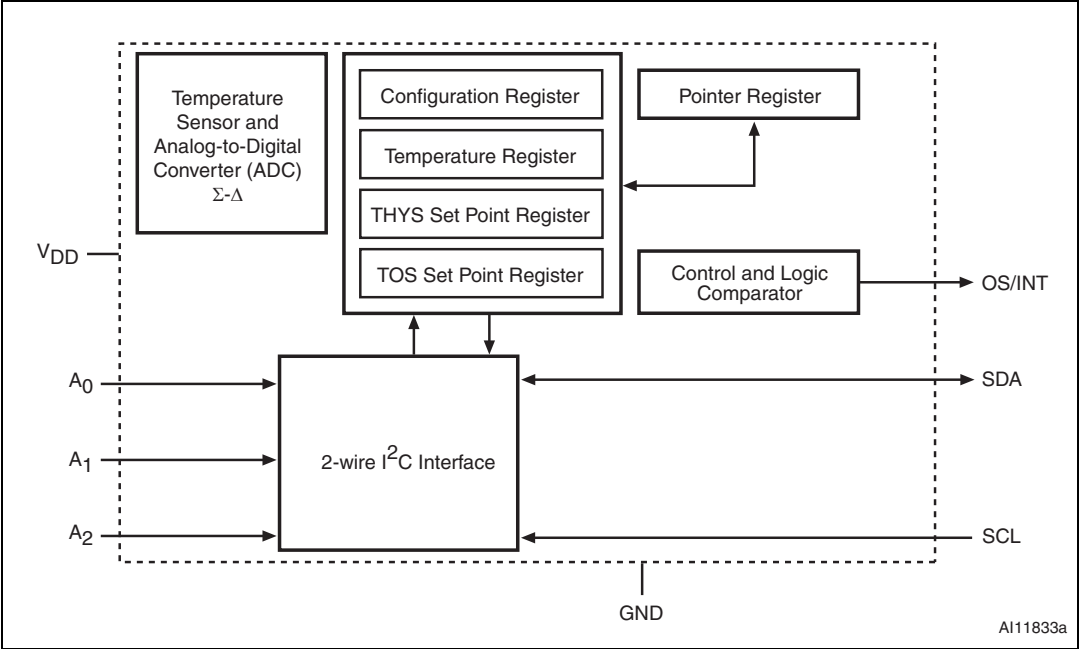 Temperature
Sensor and
Analog-to-Digital
Converter (ADC)
Σ-Δ
Configuration Register
Temperature Register
THYS Set Point Register
TOS Set Point Register
Pointer Register
Control and Logic
Comparator
VDD
OS/INT
A0
A1
A2
2-wire I2C Interface
SDA
SCL
GND
AI11833a